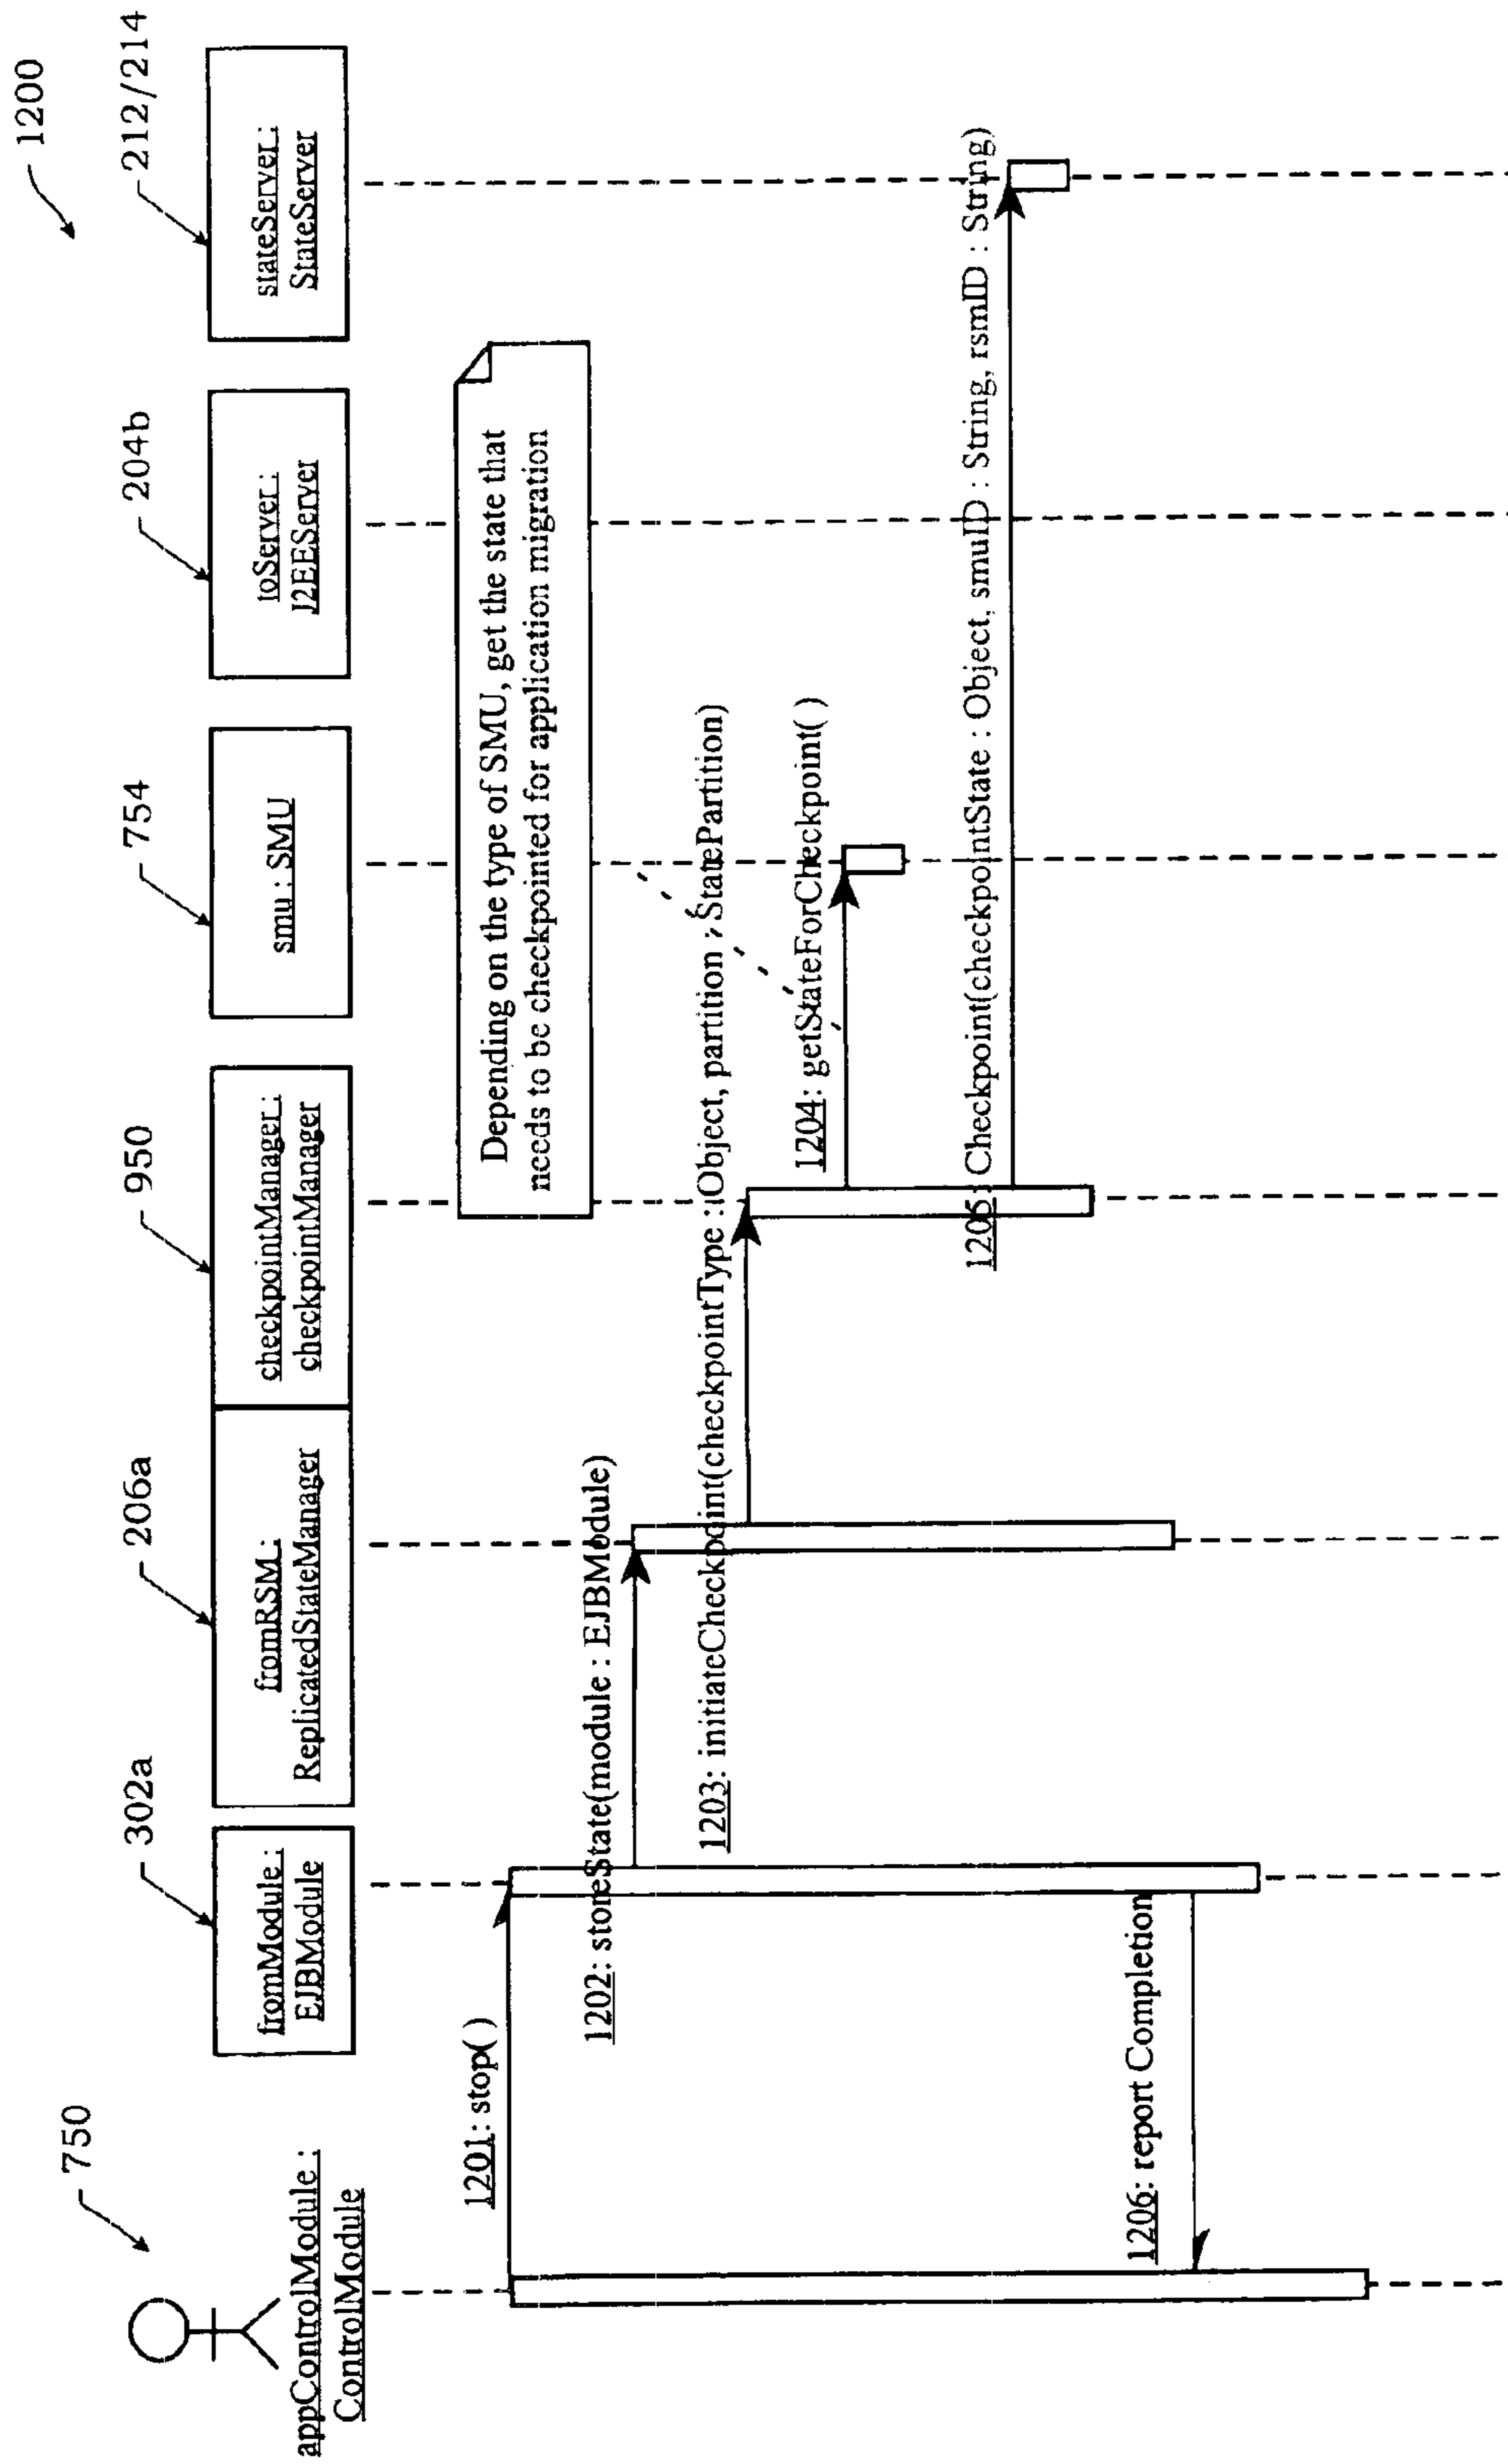 1200
750
302a
206a
950
754
204b
212/214
appControlModule :
ControlModule
fromModule :
EJBModule
fromRSM :
ReplicatedStateManager
checkpointManager :
checkpointManager
smu : SMU
toServer :
J2EEServer
stateServer :
StateServer
Depending on the type of SMU, get the state that
needs to be checkpointed for application migration
1201: stop( )
1202: storeState(module : EJBModule)
1203: initiateCheckpoint(checkpointType : Object, partition : StatePartition)
1204: getStateForCheckpoint( )
1205: Checkpoint(checkpointState : Object, smuID : String, rsmID : String)
1206: report Completion